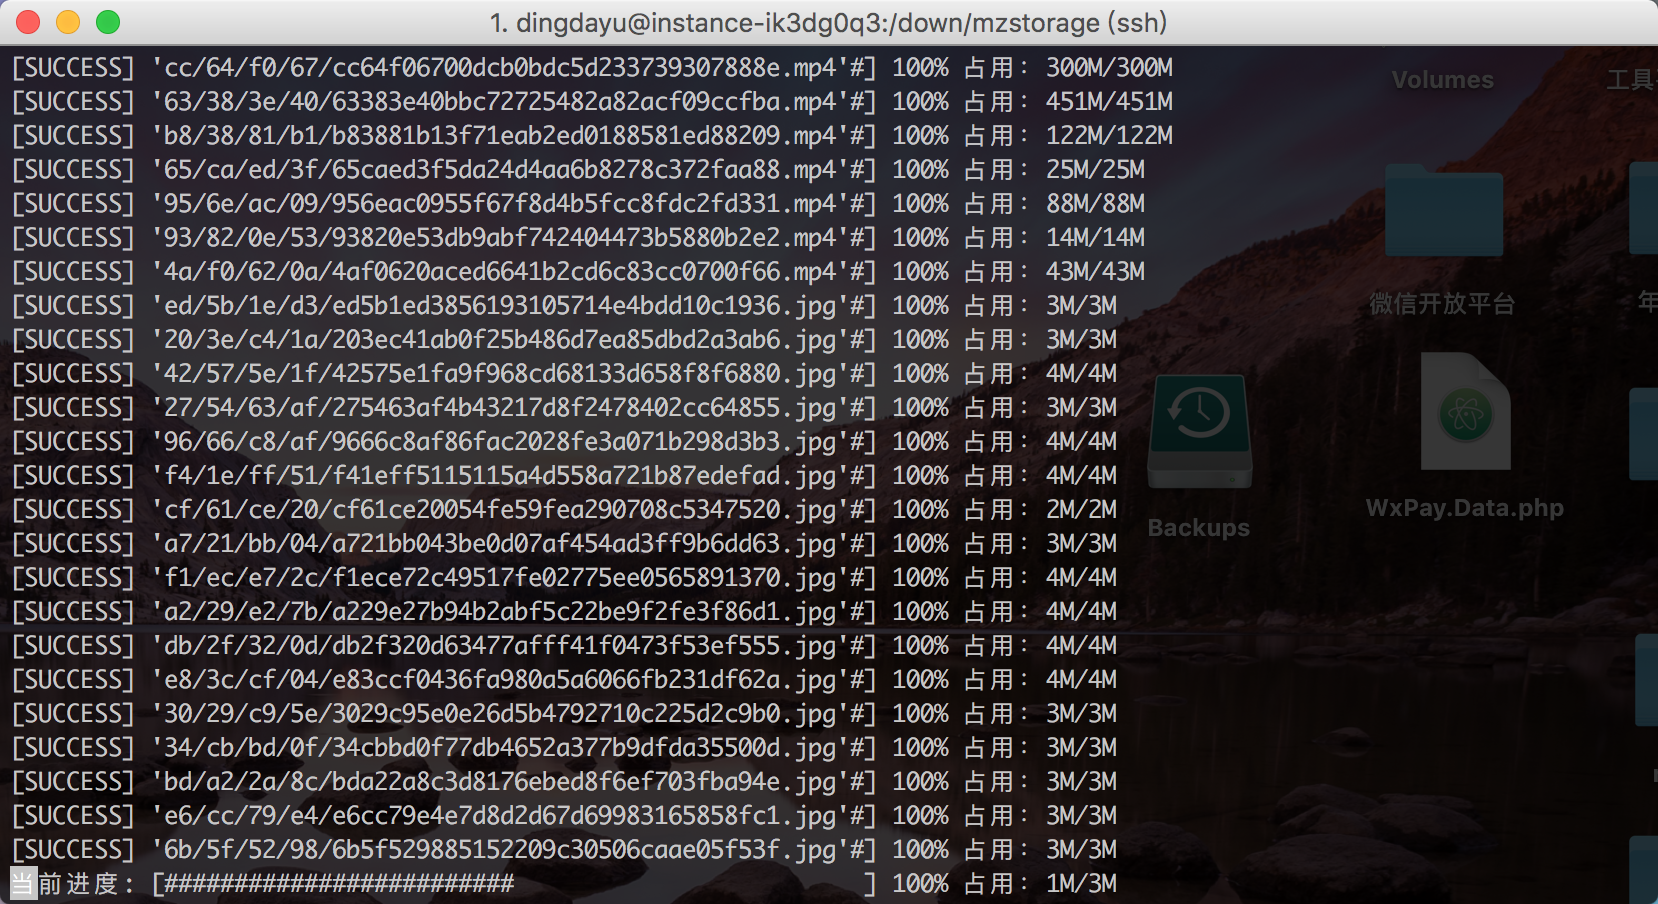 1. dingdayu@instance-ik3dg0q3:/down/mzstorage (ssh)
[SUCCESS] 'cc/64/f0/67/cc64f06700dcb0bdc5d233739307888e.mp4'#] 100% 占用: 300M/300M
[SUCCESS] '63/38/3e/40/63383e40bbc72725482a82acf09ccfba.mp4'#] 100% 占用: 451M/451M
[SUCCESS] 'b8/38/81/b1/b83881b13f71eab2ed0188581ed88209.mp4'#] 100% 占用: 122M/122M
[SUCCESS] '65/ca/ed/3f/65caed3f5da24d4aa6b8278c372faa88.mp4'#] 100% 占用: 25M/25M
[SUCCESS] '95/6e/ac/09/956eac0955f67f8d4b5fcc8fdc2fd331.mp4'#] 100% 占用: 88M/88M
[SUCCESS] '93/82/0e/53/93820e53db9abf742404473b5880b2e2.mp4'#] 100% 占用: 14M/14M
[SUCCESS] '4a/f0/62/0a/4af0620aced6641b2cd6c83cc0700f66.mp4'#] 100% 占用: 43M/43M
[SUCCESS] 'ed/5b/1e/d3/ed5b1ed3856193105714e4bdd10c1936.jpg'#] 100% 占用: 3M/3M
[SUCCESS] '20/3e/c4/1a/203ec41ab0f25b486d7ea85dbd2a3ab6.jpg'#] 100% 占用: 3M/3M
[SUCCESS] '42/57/5e/1f/42575e1fa9f968cd68133d658f8f6880.jpg'#] 100% 占用: 4M/4M
[SUCCESS] '27/54/63/af/275463af4b43217d8f2478402cc64855.jpg'#] 100% 占用: 3M/3M
[SUCCESS] '96/66/c8/af/9666c8af86fac2028fe3a071b298d3b3.jpg'#] 100% 占用: 4M/4M
[SUCCESS] 'f4/1e/ff/51/f41eff5115115a4d558a721b87edefad.jpg'#] 100% 占用: 4M/4M
[SUCCESS] 'cf/61/ce/20/cf61ce20054fe59fea290708c5347520.jpg'#] 100% 占用: 2M/2M
[SUCCESS] 'a7/21/bb/04/a721bb043be0d07af454ad3ff9b6dd63.jpg'#] 100% 占用: 3M/3M
[SUCCESS] 'f1/ec/e7/2c/f1ece72c49517fe02775ee0565891370.jpg'#] 100% 占用: 4M/4M
[SUCCESS] 'a2/29/e2/7b/a229e27b94b2abf5c22be9f2fe3f86d1.jpg'#] 100% 占用: 4M/4M
[SUCCESS] 'db/2f/32/0d/db2f320d63477afff41f0473f53ef555.jpg'#] 100% 占用: 4M/4M
[SUCCESS] 'e8/3c/cf/04/e83ccf0436fa980a5a6066fb231df62a.jpg'#] 100% 占用: 4M/4M
[SUCCESS] '30/29/c9/5e/3029c95e0e26d5b4792710c225d2c9b0.jpg'#] 100% 占用: 3M/3M
[SUCCESS] '34/cb/bd/0f/34cbbd0f77db4652a377b9dfda35500d.jpg'#] 100% 占用: 3M/3M
[SUCCESS] 'bd/a2/2a/8c/bda22a8c3d8176ebed8f6ef703fba94e.jpg'#] 100% 占用: 3M/3M
[SUCCESS] 'e6/cc/79/e4/e6cc79e4e7d8d2d67d69983165858fc1.jpg'#] 100% 占用: 3M/3M
[SUCCESS] '6b/5f/52/98/6b5f529885152209c30506caae05f53f.jpg'#] 100% 占用: 3M/3M
当前进度: [######################### ] 100% 占用: 1M/3M
Volumes
工具
微信开放平台
年
Backups
WxPay.Data.php